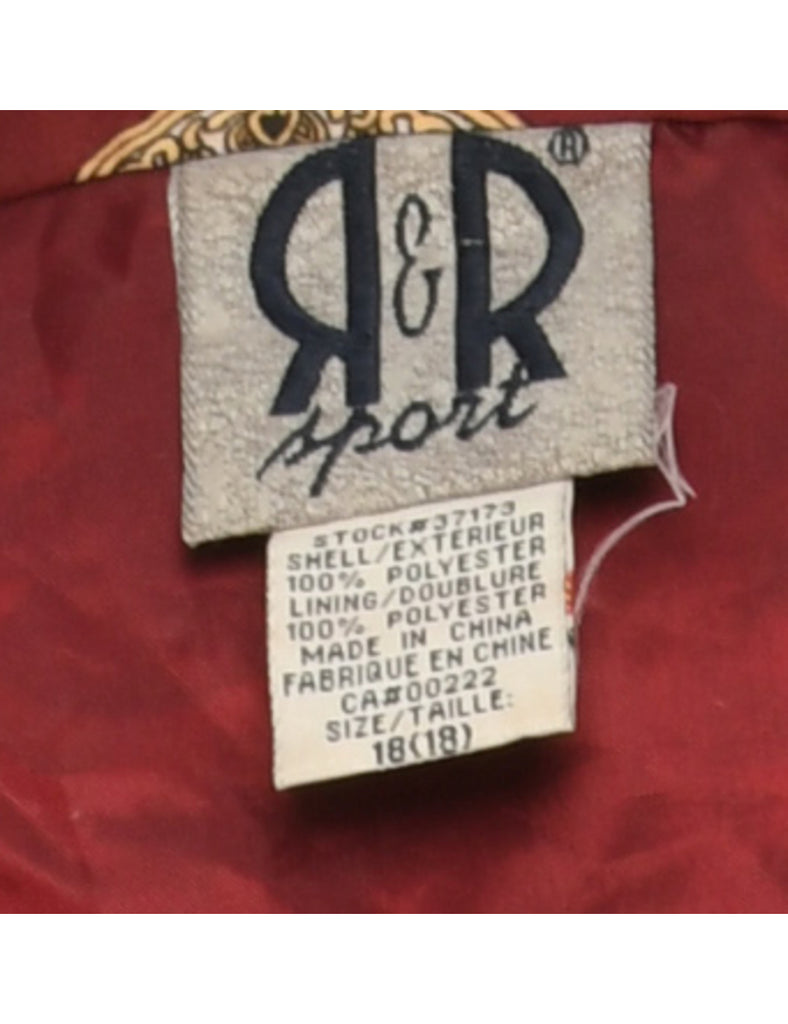 R&R®
sport
STOCK#37173
SHELL/EXTERIEUR
100% POLYESTER
LINING/DOUBLURE
100% POLYESTER
MADE IN CHINA
FABRIQUE EN CHINE
CA#00222
SIZE/TAILLE:
18(18)